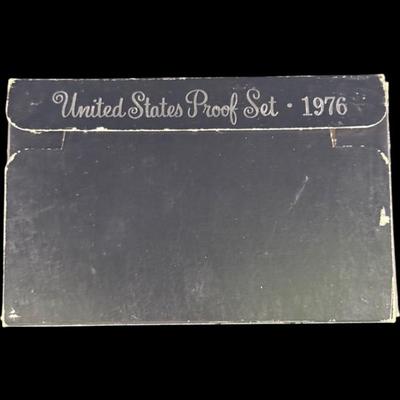 United States Proof Set · 1976